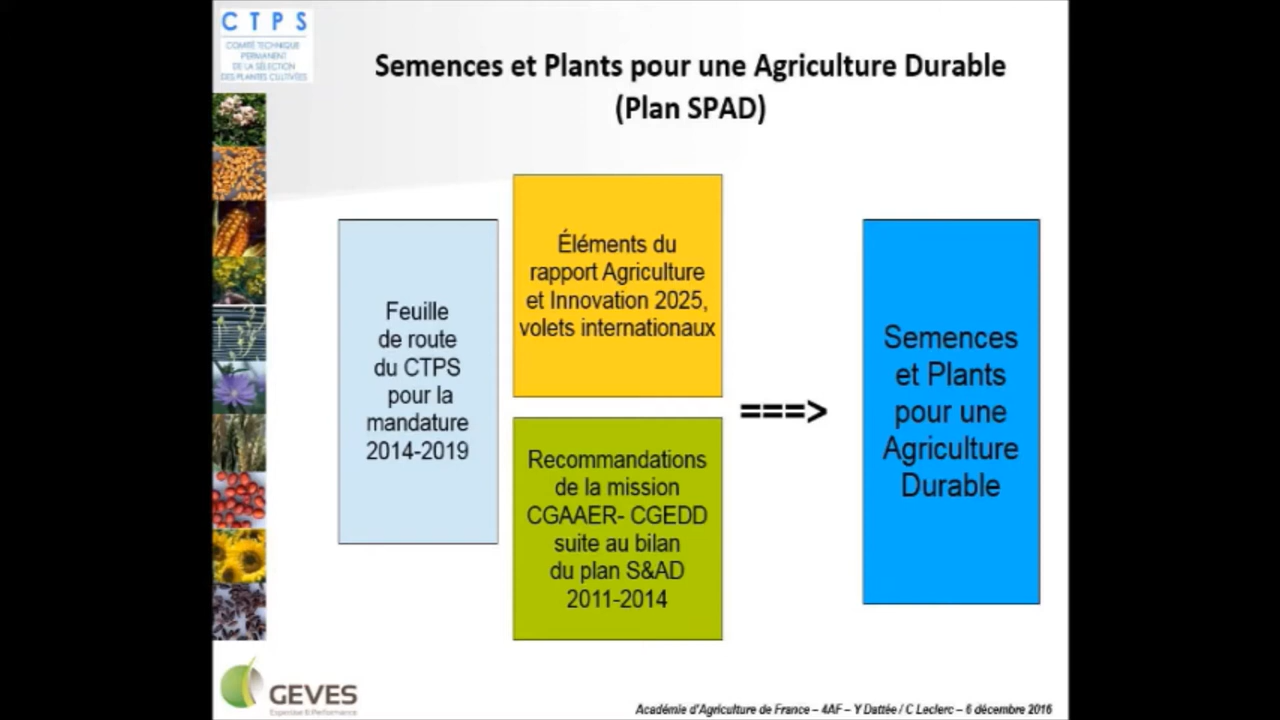 C T P S
COMITÉ TECHNIQUE
PERMANENT
DE LA SÉLECTION
DES PLANTES CULTIVÉES
Semences et Plants pour une Agriculture Durable
(Plan SPAD)
Feuille
de route
du CTPS
pour la
mandature
2014-2019
Éléments du
rapport Agriculture
et Innovation 2025,
volets internationaux
Recommandations
de la mission
CGAAER- CGEDD
suite au bilan
du plan S&AD
2011-2014
===>
Semences
et Plants
pour une
Agriculture
Durable
GEVES
Expertise & Performance
Académie d'Agriculture de France – 4AF – Y Dattée / C Leclerc – 6 décembre 2016